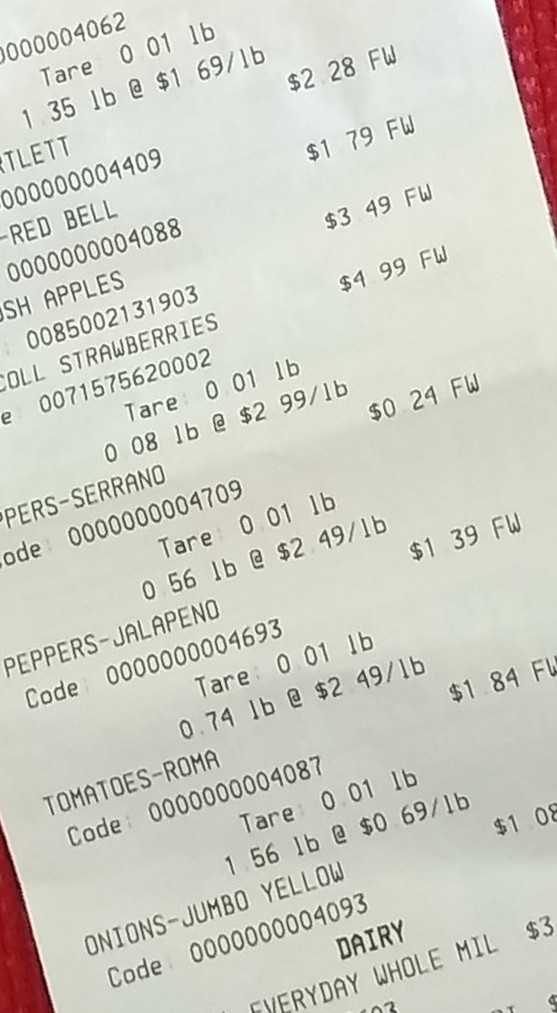 0000004062
Tare 0 01 lb
1 35 lb @ $1 69/lb $2 28 FW
RTLETT
000000004409 $1 79 FW
-RED BELL
0000000004088 $3 49 FW
USH APPLES
0085002131903 $4 99 FW
COLL STRAWBERRIES
e 0071575620002
Tare 0 01 lb
0 08 lb @ $2 99/lb $0 24 FW
PPERS-SERRANO
ode 0000000004709
Tare 0 01 lb
0 56 lb @ $2 49/lb $1 39 FW
PEPPERS-JALAPENO
Code 0000000004693
Tare 0 01 lb
0.74 lb @ $2 49/lb $1 84 FW
TOMATOES-ROMA
Code: 0000000004087
Tare 0 01 lb
1 56 lb @ $0 69/lb $1 08
ONIONS-JUMBO YELLOW
Code 0000000004093
DAIRY
EVERYDAY WHOLE MIL $3